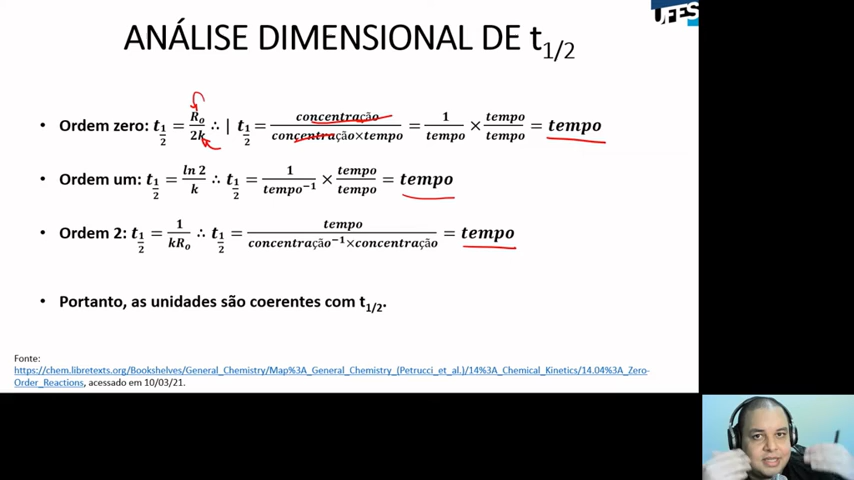 UFES
ANÁLISE DIMENSIONAL DE t1/2
• Ordem zero: t1/2 = Ro/2k ∴ | t1/2 = concentração/concentração×tempo = 1/tempo × tempo/tempo = tempo
• Ordem um: t1/2 = ln 2/k ∴ t1/2 = 1/tempo⁻¹ × tempo/tempo = tempo
• Ordem 2: t1/2 = 1/kRo ∴ t1/2 = tempo/concentração⁻¹×concentração = tempo
• Portanto, as unidades são coerentes com t1/2.
Fonte:
https://chem.libretexts.org/Bookshelves/General_Chemistry/Map%3A_General_Chemistry_(Petrucci_et_al.)/14%3A_Chemical_Kinetics/14.04%3A_Zero-
Order_Reactions, acessado em 10/03/21.